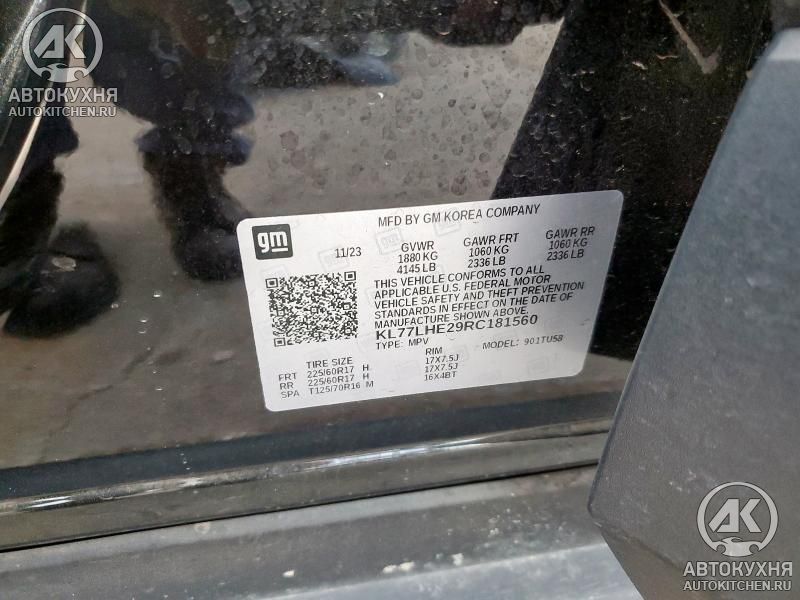 АК
АВТОКУХНЯ
AUTOKITCHEN.RU
gm
MFD BY GM KOREA COMPANY
11/23 GVWR GAWR FRT GAWR RR
1880 KG 1060 KG 1060 KG
4145 LB 2336 LB 2336 LB
THIS VEHICLE CONFORMS TO ALL
APPLICABLE U.S. FEDERAL MOTOR
VEHICLE SAFETY AND THEFT PREVENTION
STANDARDS IN EFFECT ON THE DATE OF
MANUFACTURE SHOWN ABOVE.
KL77LHE29RC181560
TYPE: MPV MODEL: 901TU58
TIRE SIZE RIM
FRT 225/60R17 H 17X7.5J
RR 225/60R17 H 17X7.5J
SPA T125/70R16 M 16X4BT
АК
АВТОКУХНЯ
AUTOKITCHEN.RU